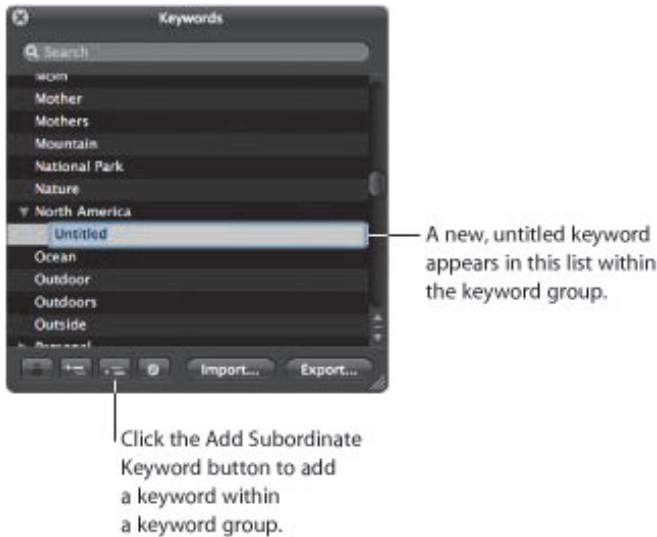 Keywords
Search
Mom
Mother
Mothers
Mountain
National Park
Nature
North America
Untitled
Ocean
Outdoor
Outdoors
Outside
Personal
Import... Export...
A new, untitled keyword
appears in this list within
the keyword group.
Click the Add Subordinate
Keyword button to add
a keyword within
a keyword group.